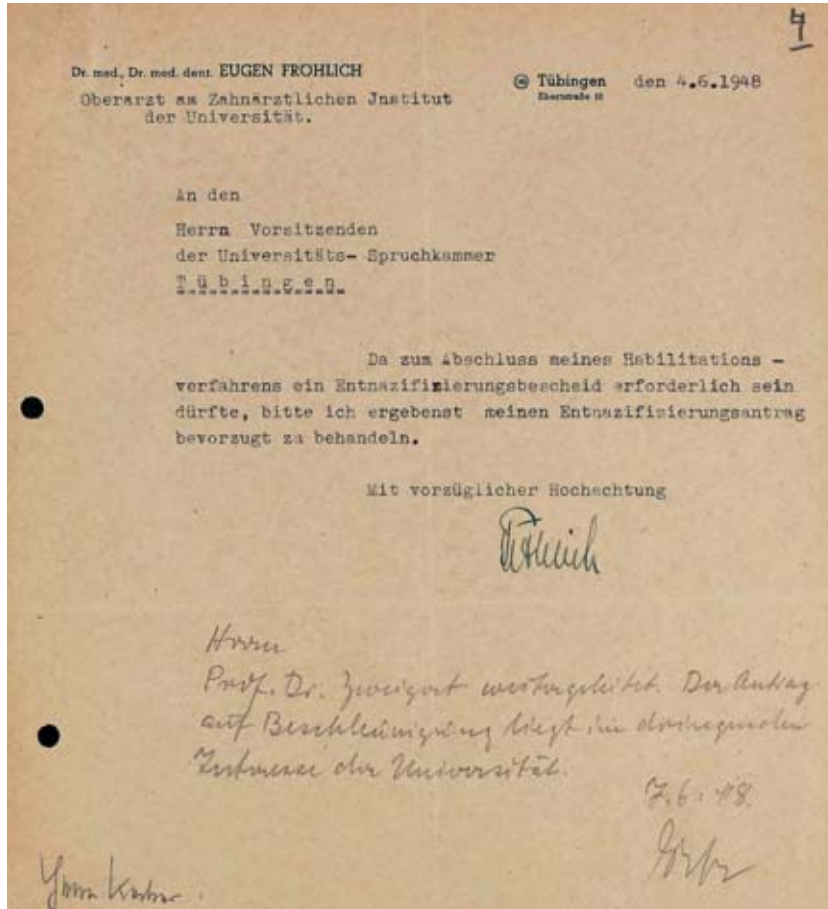 4
Dr. med., Dr. med. dent. EUGEN FRÖHLICH
Oberarzt am Zahnärztlichen Jnstitut
der Universität.
Tübingen den 4.6.1948
An den
Herrn Vorsitzenden
der Universitäts- Spruchkammer
Tübingen
Da zum Abschluss meines Habilitations -
verfahrens ein Entnazifizierungsbescheid erforderlich sein
dürfte, bitte ich ergebenst meinen Entnazifizierungsantrag
bevorzugt zu behandeln.
Mit vorzüglicher Hochachtung
Fröhlich
Herrn
Prof. Dr. Zweigert weitergeleitet. Der Antrag
auf Beschleunigung liegt im dringenden
Interesse der Universität.
7.6.48.